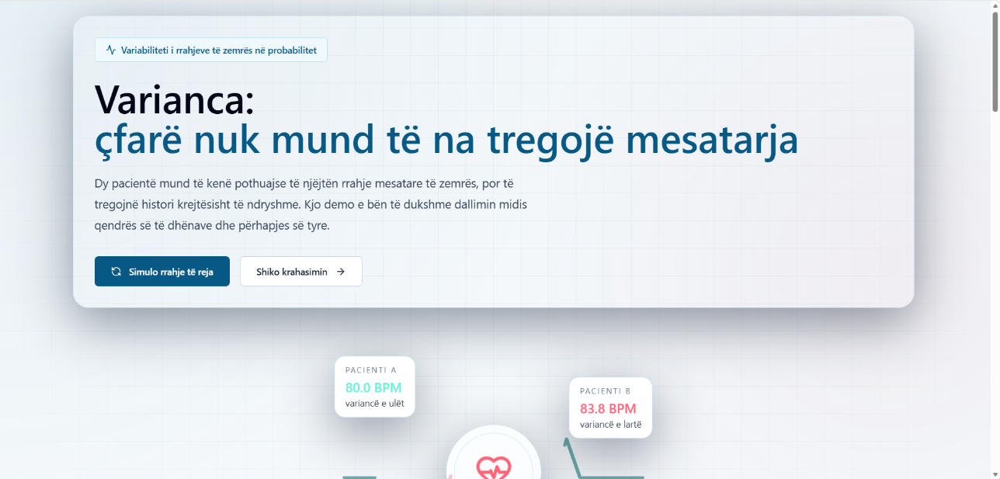 Variabiliteti i rrahjeve të zemrës në probabilitet
Varianca:
çfarë nuk mund të na tregojë mesatarja
Dy pacientë mund të kenë pothuajse të njëjtën rrahje mesatare të zemrës, por të
tregojnë histori krejtësisht të ndryshme. Kjo demo e bën të dukshme dallimin midis
qendrës së të dhënave dhe përhapjes së tyre.
Simulo rrahje të reja
Shiko krahasimin
PACIENTI A
80.0 BPM
variancë e ulët
PACIENTI B
83.8 BPM
variancë e lartë